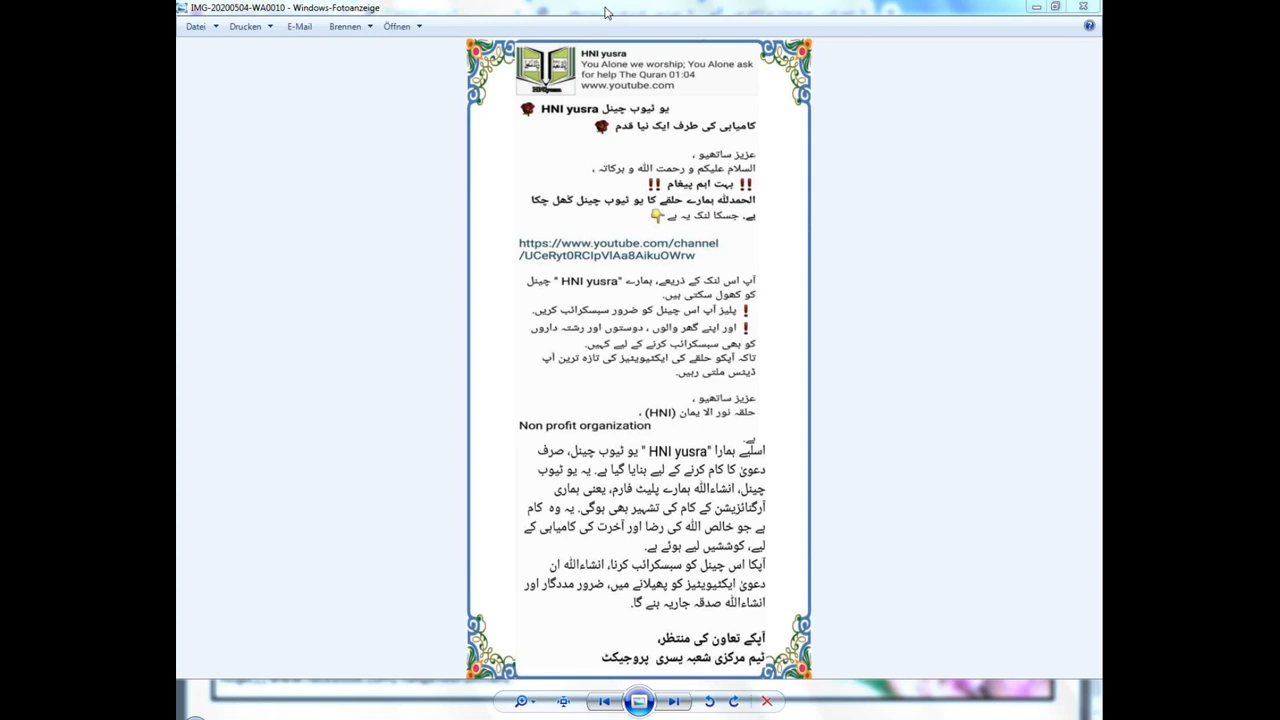 IMG-20200504-WA0010 - Windows-Fotoanzeige
Datei Drucken E-Mail Brennen Öffnen
HNI yusra
You Alone we worship; You Alone ask
for help The Quran 01:04
www.youtube.com
HNI yusra یو ٹیوب چینل
کامیابی کی طرف ایک نیا قدم
عزیز ساتھیو ،
السلام علیکم و رحمت اللہ و برکاتہ ،
‼️ بہت اہم پیغام ‼️
الحمدللہ ہمارے حلقے کا یو ٹیوب چینل کُھل چکا
ہے۔ جسکا لنک یہ ہے 👇
https://www.youtube.com/channel
/UCeRyt0RCIpVlAa8AikuOWrw
آپ اس لنک کے ذریعے، ہمارے "HNI yusra " چینل
کو کھول سکتی ہیں۔
❗ پلیز آپ اس چینل کو ضرور سبسکرائب کریں۔
❗ اور اپنے گھر والوں ، دوستوں اور رشتہ داروں
کو بھی سبسکرائب کرنے کے لیے کہیں۔
تاکہ آپکو حلقے کی ایکٹیویٹیز کی تازہ ترین اَپ
ڈیٹس ملتی رہیں۔
عزیز ساتھیو ،
حلقہ نور الا یمان (HNI) ،
Non profit organization
ہے۔
اسلیے ہمارا "HNI yusra " یو ٹیوب چینل، صرف
دعویٰ کا کام کرنے کے لیے بنایا گیا ہے۔ یہ یو ٹیوب
چینل، انشاءاللہ ہمارے پلیٹ فارم، یعنی ہماری
آرگنائزیشن کے کام کی تشہیر بھی ہوگی۔ یہ وہ کام
ہے جو خالص اللہ کی رضا اور آخرت کی کامیابی کے
لیے، کوششیں لیے ہوئے ہے۔
آپکا اس چینل کو سبسکرائب کرنا، انشاءاللہ ان
دعویٰ ایکٹیویٹیز کو پھیلانے میں، ضرور مددگار اور
انشاءاللہ صدقہ جاریہ بنے گا۔
آپکے تعاون کی منتظر،
ٹیم مرکزی شعبہ یسری پروجیکٹ